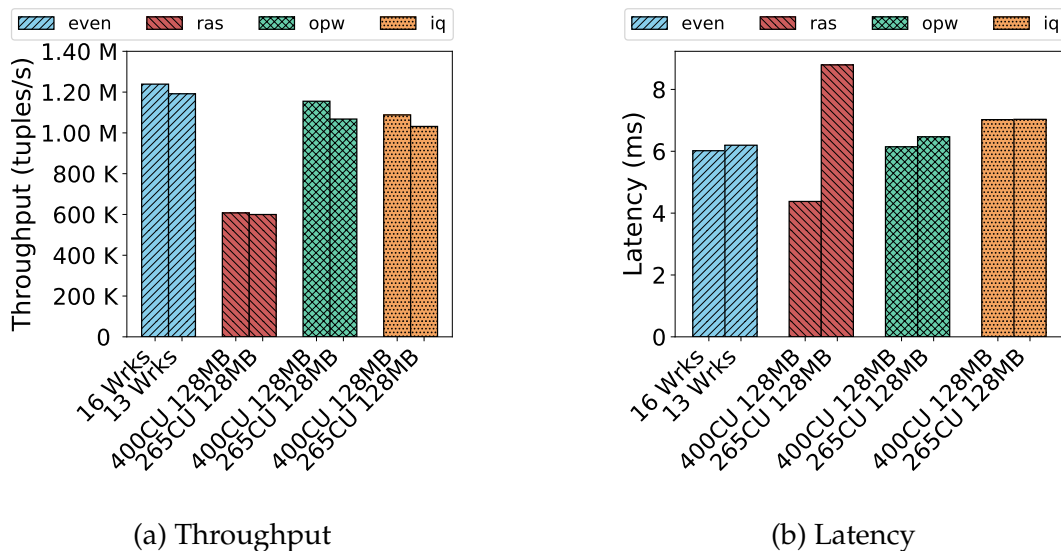 even ras opw iq
Throughput (tuples/s)
1.40 M
1.20 M
1.00 M
800 K
600 K
400 K
200 K
0
16 Wrks
13 Wrks
400CU 128MB
265CU 128MB
400CU 128MB
265CU 128MB
400CU 128MB
265CU 128MB
(a) Throughput
even ras opw iq
Latency (ms)
8
6
4
2
0
16 Wrks
13 Wrks
400CU 128MB
265CU 128MB
400CU 128MB
265CU 128MB
400CU 128MB
265CU 128MB
(b) Latency